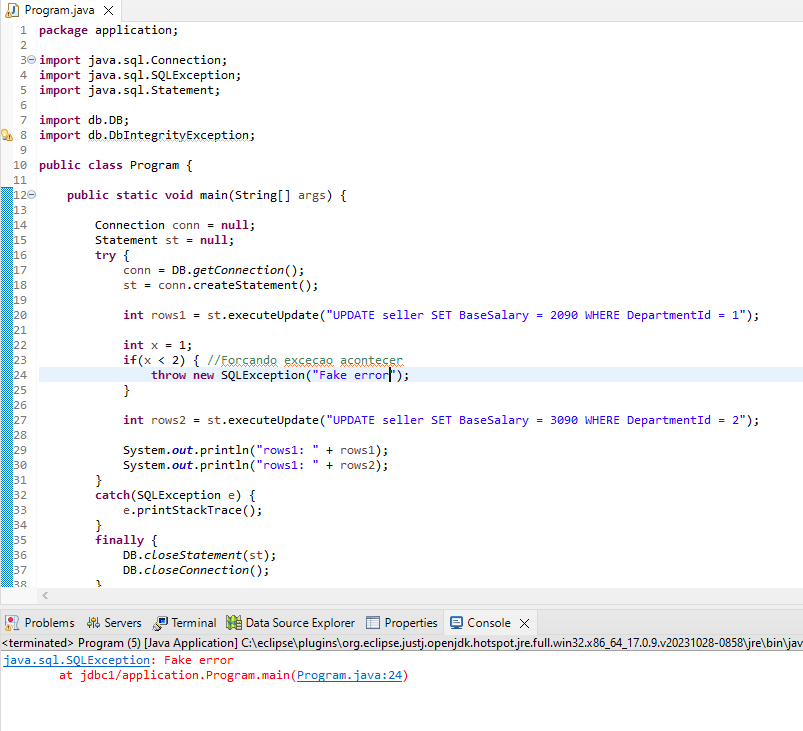 Program.java
1 package application;
2
3 import java.sql.Connection;
4 import java.sql.SQLException;
5 import java.sql.Statement;
6
7 import db.DB;
8 import db.DbIntegrityException;
9
10 public class Program {
11
12 public static void main(String[] args) {
13
14 Connection conn = null;
15 Statement st = null;
16 try {
17 conn = DB.getConnection();
18 st = conn.createStatement();
19
20 int rows1 = st.executeUpdate("UPDATE seller SET BaseSalary = 2090 WHERE DepartmentId = 1");
21
22 int x = 1;
23 if(x < 2) { //Forcando excecao acontecer
24 throw new SQLException("Fake error");
25 }
26
27 int rows2 = st.executeUpdate("UPDATE seller SET BaseSalary = 3090 WHERE DepartmentId = 2");
28
29 System.out.println("rows1: " + rows1);
30 System.out.println("rows1: " + rows2);
31 }
32 catch(SQLException e) {
33 e.printStackTrace();
34 }
35 finally {
36 DB.closeStatement(st);
37 DB.closeConnection();
38 }
Problems Servers Terminal Data Source Explorer Properties Console
<terminated> Program (5) [Java Application] C:\eclipse\plugins\org.eclipse.justj.openjdk.hotspot.jre.full.win32.x86_64_17.0.9.v20231028-0858\jre\bin\jav
java.sql.SQLException: Fake error
at jdbc1/application.Program.main(Program.java:24)